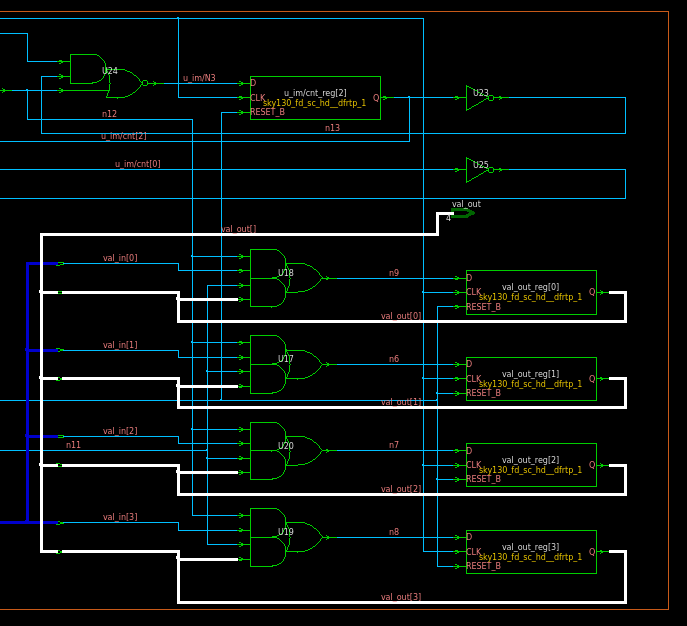 U24
u_im/N3
D
u_im/cnt_reg[2]
sky130_fd_sc_hd__dfrtp_1
CLK
Q
RESET_B
U23
n12
n13
u_im/cnt[2]
u_im/cnt[0]
U25
val_out
4
val_out[]
val_in[0]
U18
n9
D
val_out_reg[0]
sky130_fd_sc_hd__dfrtp_1
CLK
Q
RESET_B
val_out[0]
val_in[1]
U17
n6
D
val_out_reg[1]
sky130_fd_sc_hd__dfrtp_1
CLK
Q
RESET_B
val_out[1]
val_in[2]
n11
U20
n7
D
val_out_reg[2]
sky130_fd_sc_hd__dfrtp_1
CLK
Q
RESET_B
val_out[2]
val_in[3]
U19
n8
D
val_out_reg[3]
sky130_fd_sc_hd__dfrtp_1
CLK
Q
RESET_B
val_out[3]